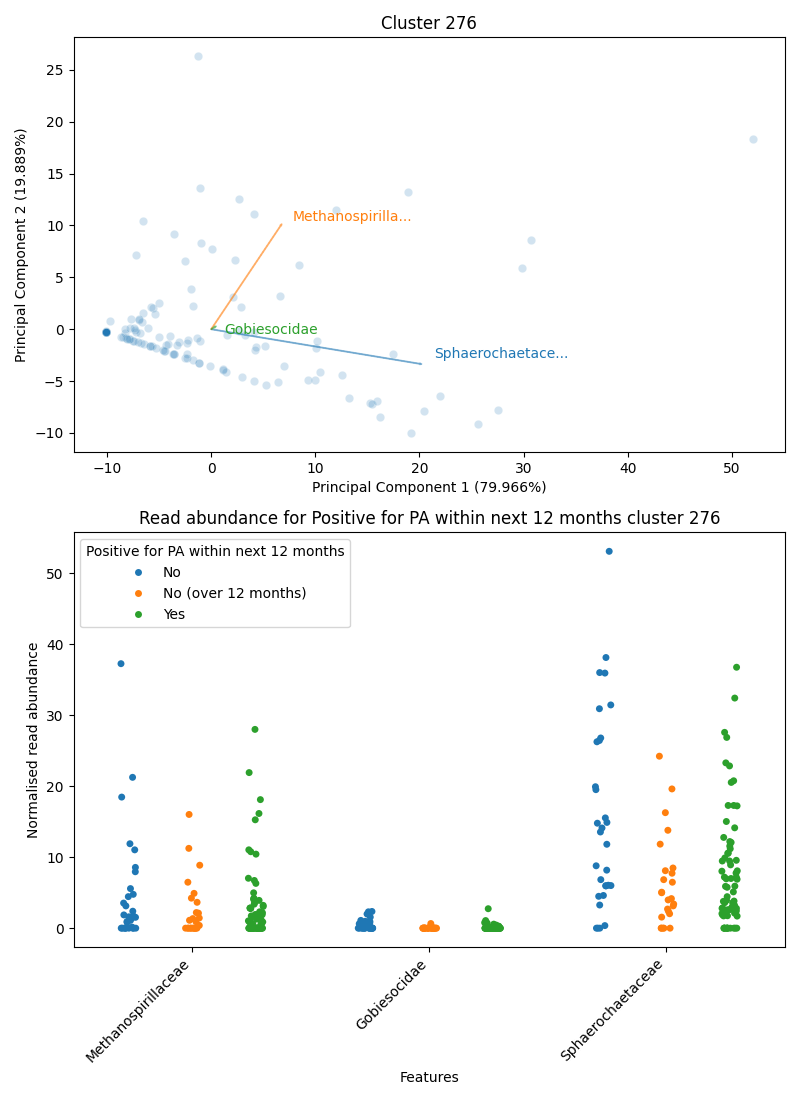 Cluster 276
Principal Component 2 (19.889%)
25
20
15
10
5
0
−5
−10
Methanospirilla...
Gobiesocidae
Sphaerochaetace...
−10
0
10
20
30
40
50
Principal Component 1 (79.966%)
Read abundance for Positive for PA within next 12 months cluster 276
Positive for PA within next 12 months
No
No (over 12 months)
Yes
Normalised read abundance
50
40
30
20
10
0
Methanospirillaceae
Gobiesocidae
Sphaerochaetaceae
Features